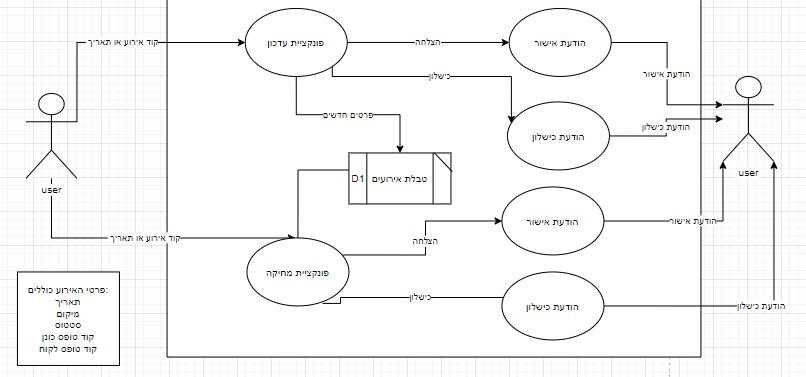 קוד אירוע או תאריך
פונקציית עדכון
הצלחה
הודעת אישור
הודעת אישור
כישלון
פרטים חדשים
הודעת כישלון
הודעת כישלון
user
user
D1
טבלת אירועים
קוד אירוע או תאריך
פונקציית מחיקה
הצלחה
הודעת אישור
הודעת אישור
כישלון
הודעת כישלון
הודעת כישלון
פרטי האירוע כוללים:
תאריך
מיקום
סטטוס
קוד טופס כונן
קוד טופס לקוח